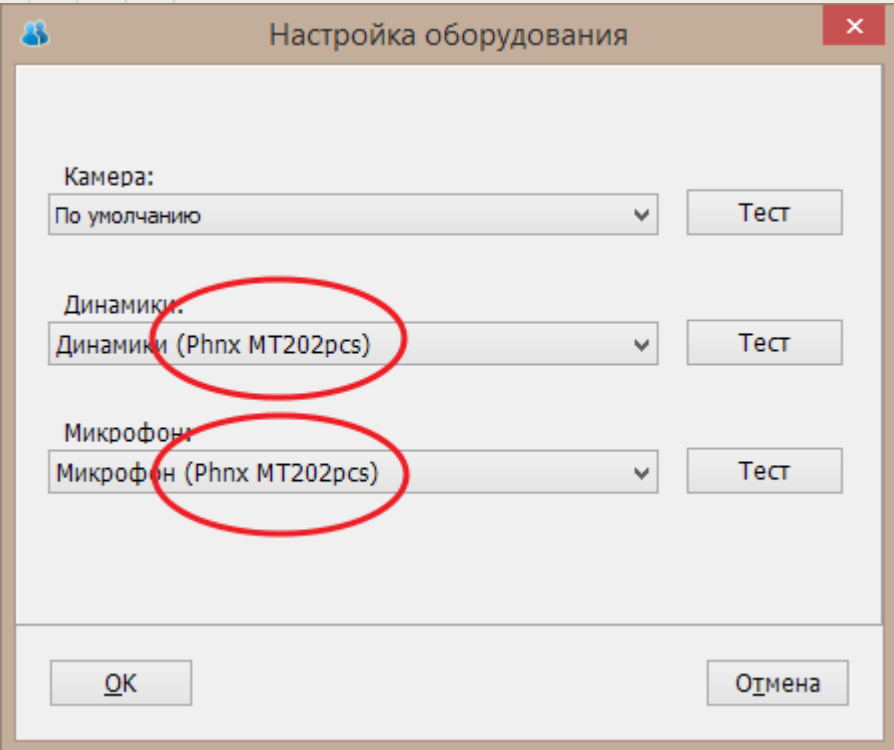 Настройка оборудования
Камера:
По умолчанию
Тест
Динамики:
Динамики (Phnx MT202pcs)
Тест
Микрофон:
Микрофон (Phnx MT202pcs)
Тест
OK
Отмена